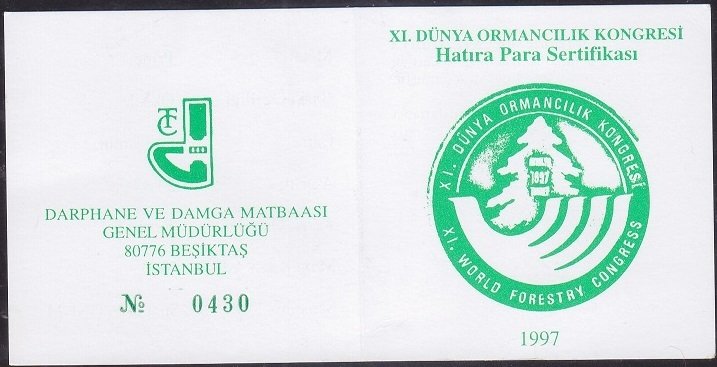 TC
DARPHANE VE DAMGA MATBAASI
GENEL MÜDÜRLÜĞÜ
80776 BEŞİKTAŞ
İSTANBUL
№ 0430
XI. DÜNYA ORMANCILIK KONGRESİ
Hatıra Para Sertifikası
XI. DÜNYA ORMANCILIK KONGRESİ
1997
XI. WORLD FORESTRY CONGRESS
1997